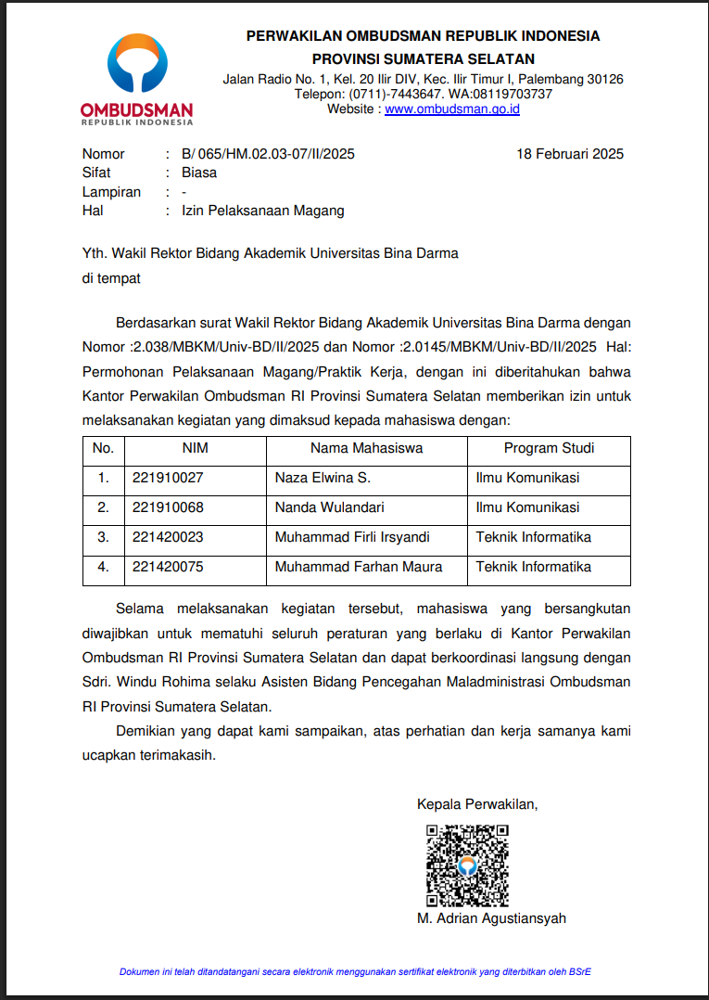 OMBUDSMAN
REPUBLIK INDONESIA
PERWAKILAN OMBUDSMAN REPUBLIK INDONESIA
PROVINSI SUMATERA SELATAN
Jalan Radio No. 1, Kel. 20 Ilir DIV, Kec. Ilir Timur I, Palembang 30126
Telepon: (0711)-7443647. WA:08119703737
Website : www.ombudsman.go.id
Nomor : B/ 065/HM.02.03-07/II/2025 18 Februari 2025
Sifat : Biasa
Lampiran : -
Hal : Izin Pelaksanaan Magang
Yth. Wakil Rektor Bidang Akademik Universitas Bina Darma
di tempat
Berdasarkan surat Wakil Rektor Bidang Akademik Universitas Bina Darma dengan
Nomor :2.038/MBKM/Univ-BD/II/2025 dan Nomor :2.0145/MBKM/Univ-BD/II/2025 Hal:
Permohonan Pelaksanaan Magang/Praktik Kerja, dengan ini diberitahukan bahwa
Kantor Perwakilan Ombudsman RI Provinsi Sumatera Selatan memberikan izin untuk
melaksanakan kegiatan yang dimaksud kepada mahasiswa dengan:
No. NIM Nama Mahasiswa Program Studi
1. 221910027 Naza Elwina S. Ilmu Komunikasi
2. 221910068 Nanda Wulandari Ilmu Komunikasi
3. 221420023 Muhammad Firli Irsyandi Teknik Informatika
4. 221420075 Muhammad Farhan Maura Teknik Informatika
Selama melaksanakan kegiatan tersebut, mahasiswa yang bersangkutan
diwajibkan untuk mematuhi seluruh peraturan yang berlaku di Kantor Perwakilan
Ombudsman RI Provinsi Sumatera Selatan dan dapat berkoordinasi langsung dengan
Sdri. Windu Rohima selaku Asisten Bidang Pencegahan Maladministrasi Ombudsman
RI Provinsi Sumatera Selatan.
Demikian yang dapat kami sampaikan, atas perhatian dan kerja samanya kami
ucapkan terimakasih.
Kepala Perwakilan,
M. Adrian Agustiansyah
Dokumen ini telah ditandatangani secara elektronik menggunakan sertifikat elektronik yang diterbitkan oleh BSrE